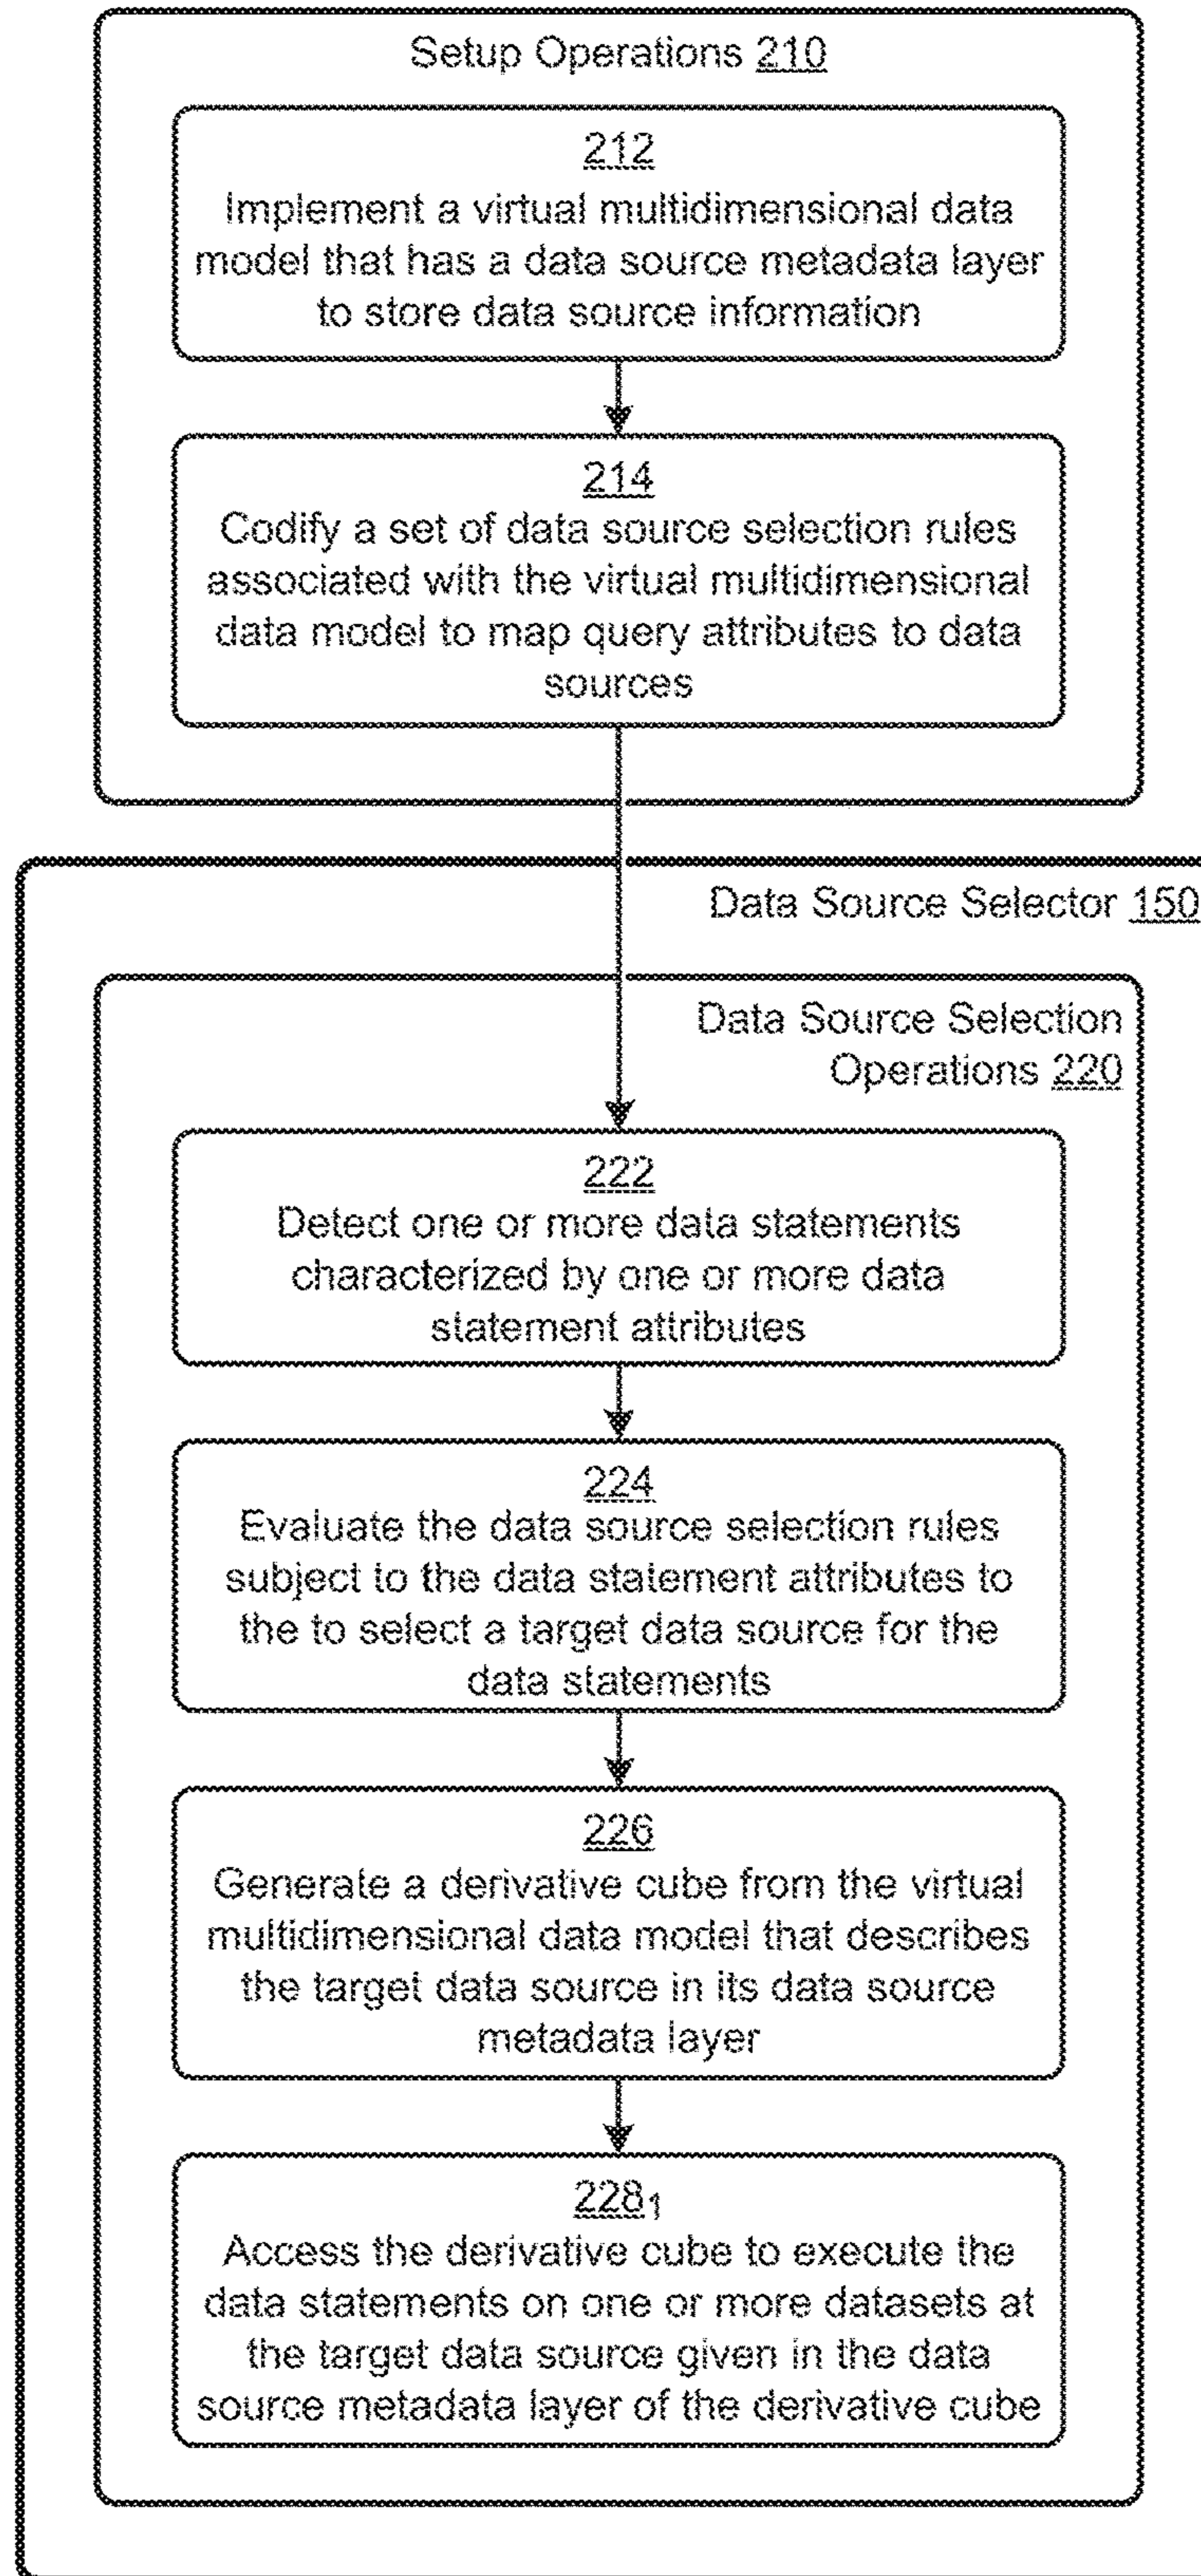 Setup Operations 210
212
Implement a virtual multidimensional data
model that has a data source metadata layer
to store data source information
214
Codify a set of data source selection rules
associated with the virtual multidimensional
data model to map query attributes to data
sources
Data Source Selector 150
Data Source Selection
Operations 220
222
Detect one or more data statements
characterized by one or more data
statement attributes
224
Evaluate the data source selection rules
subject to the data statement attributes to
the to select a target data source for the
data statements
226
Generate a derivative cube from the virtual
multidimensional data model that describes
the target data source in its data source
metadata layer
228₁
Access the derivative cube to execute the
data statements on one or more datasets at
the target data source given in the data
source metadata layer of the derivative cube